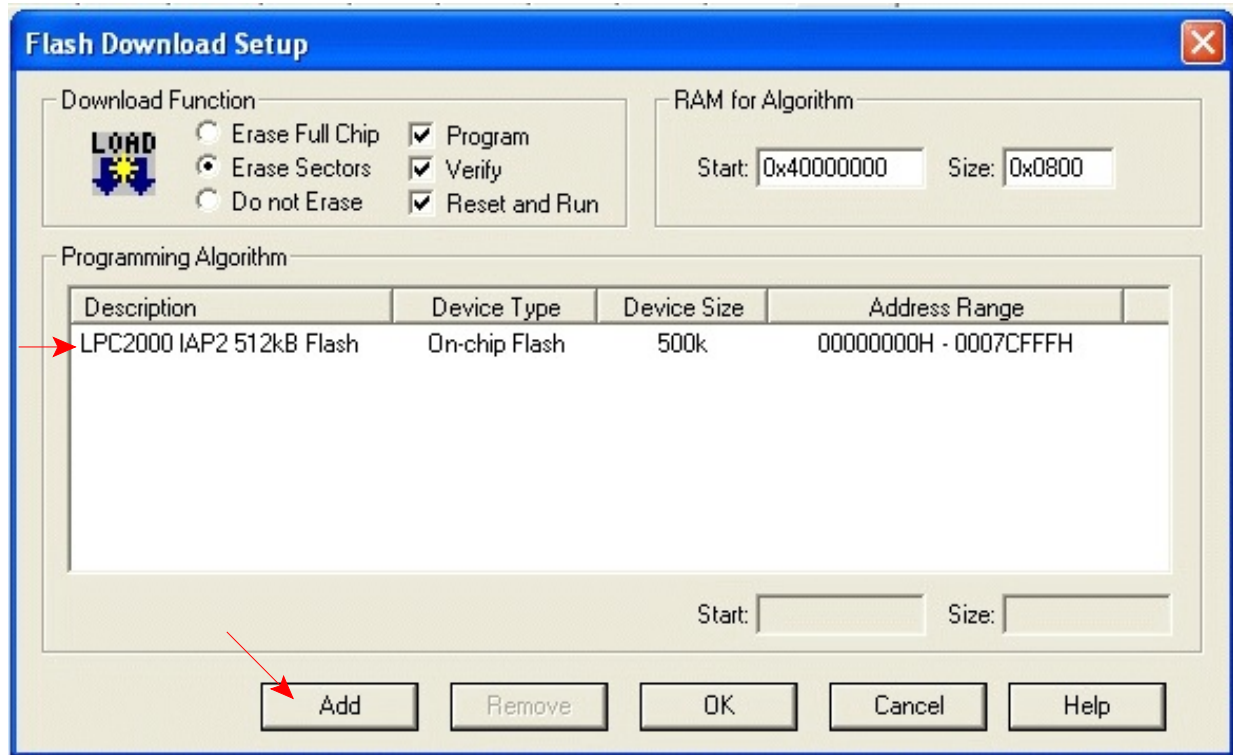 Flash Download Setup
Download Function
LOAD
Erase Full Chip
Erase Sectors
Do not Erase
Program
Verify
Reset and Run
RAM for Algorithm
Start: 0x40000000 Size: 0x0800
Programming Algorithm
Description Device Type Device Size Address Range
LPC2000 IAP2 512kB Flash On-chip Flash 500k 00000000H - 0007CFFFH
Start: Size:
Add Remove OK Cancel Help